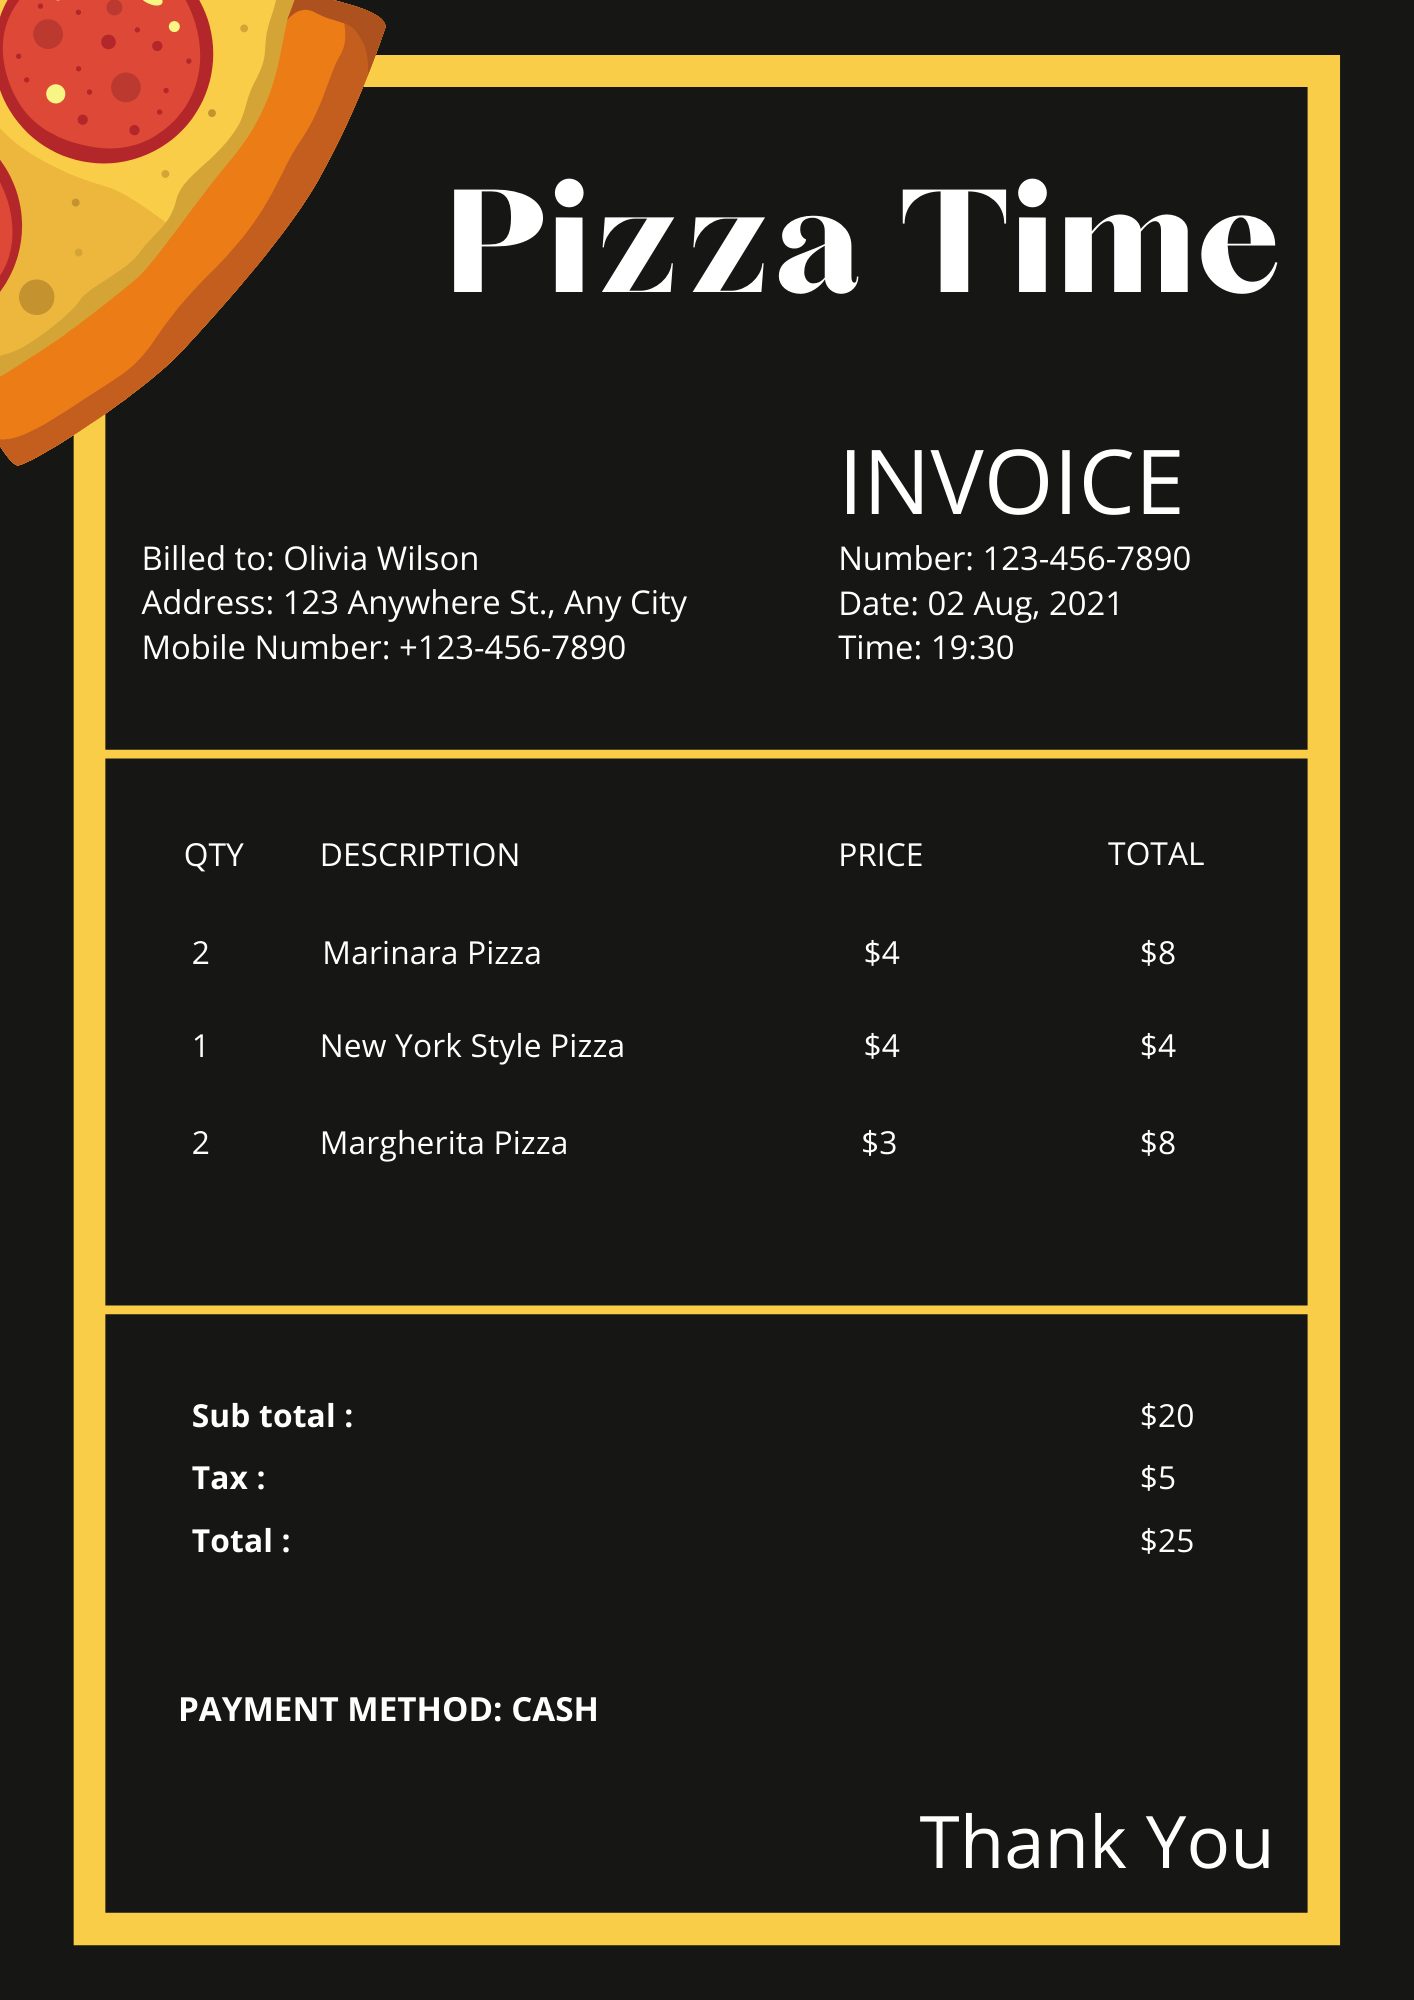 Pizza Time
INVOICE
Billed to: Olivia Wilson
Address: 123 Anywhere St., Any City
Mobile Number: +123-456-7890
Number: 123-456-7890
Date: 02 Aug, 2021
Time: 19:30
QTY DESCRIPTION PRICE TOTAL
2 Marinara Pizza $4 $8
1 New York Style Pizza $4 $4
2 Margherita Pizza $3 $8
Sub total : $20
Tax : $5
Total : $25
PAYMENT METHOD: CASH
Thank You